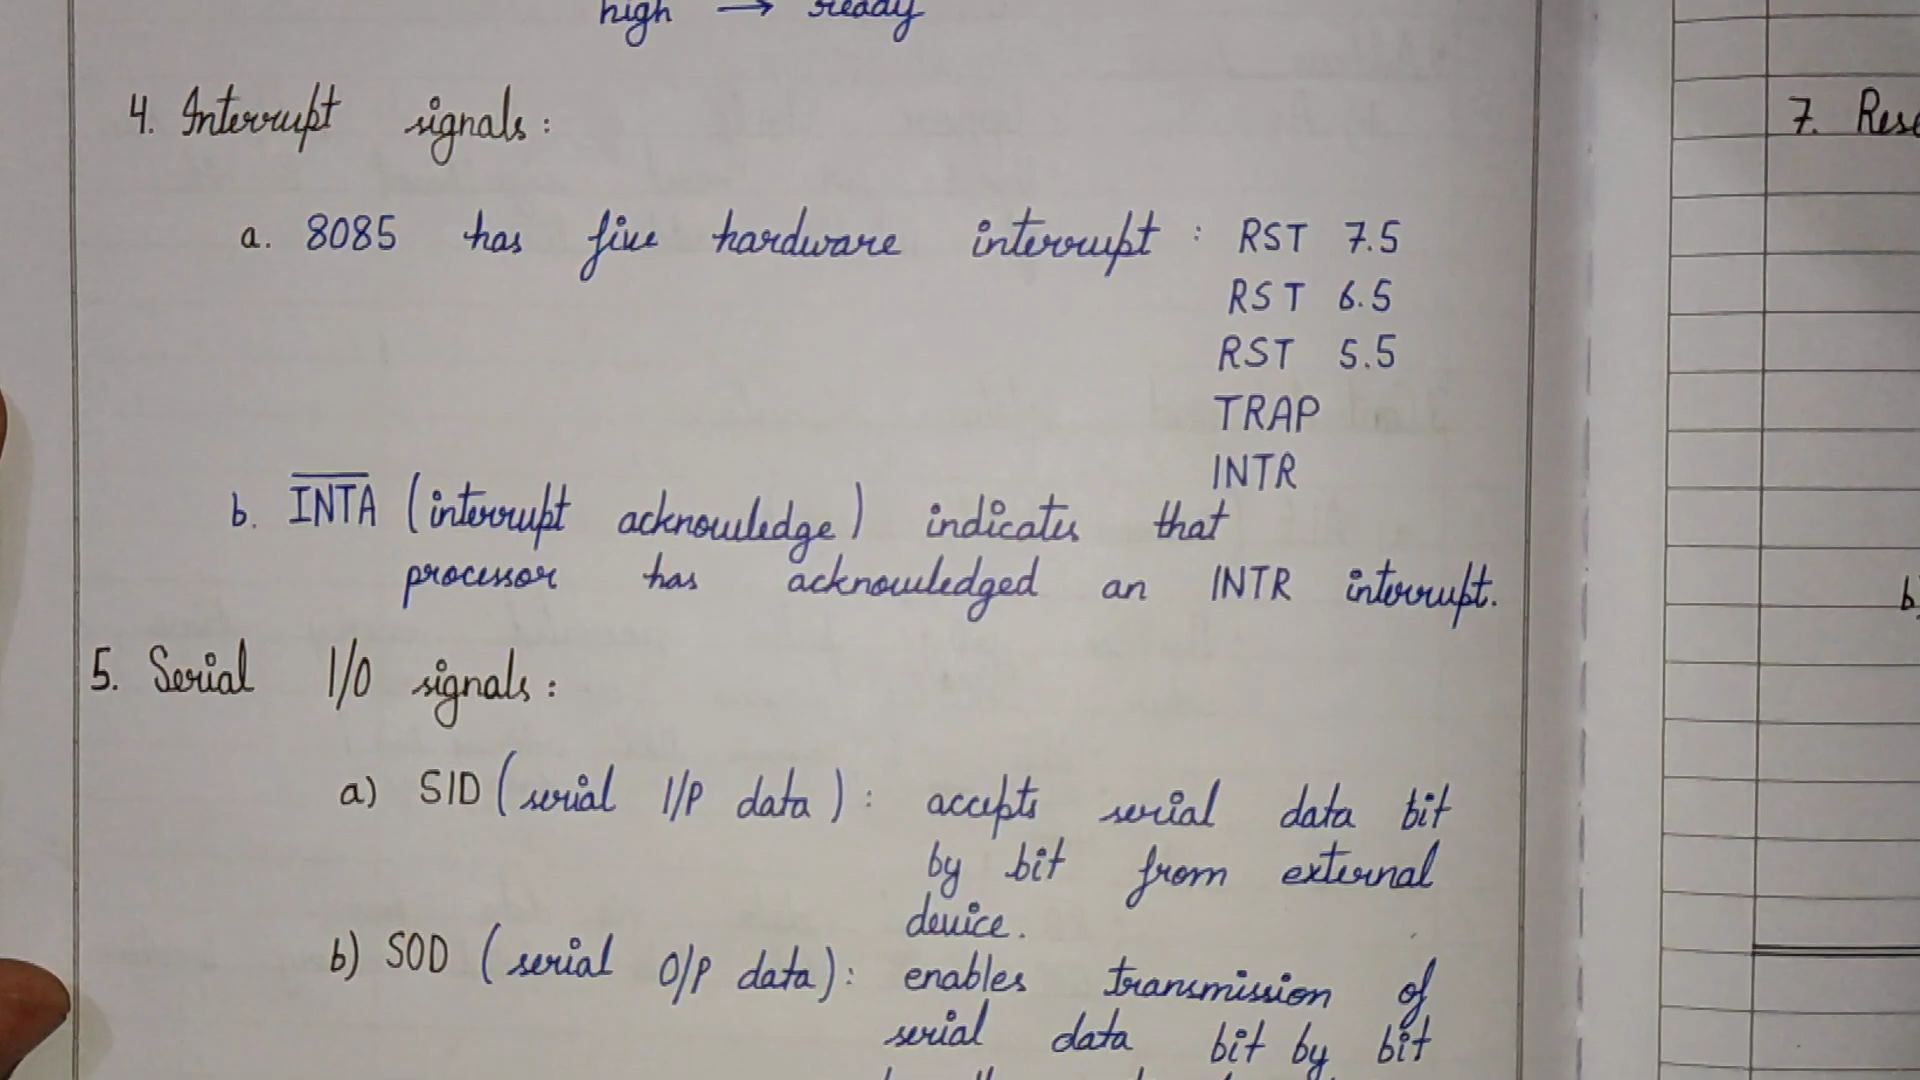 high → ready
4. Interrupt signals:
7. Rese
a. 8085 has five hardware interrupt : RST 7.5
RST 6.5
RST 5.5
TRAP
INTR
b. I̅N̅T̅A̅ (interrupt acknowledge) indicates that
processor has acknowledged an INTR interrupt.
b)
5. Serial I/O signals:
a) SID (serial I/P data) : accepts serial data bit
by bit from external
device.
b) SOD (serial O/P data): enables transmission of
serial data bit by bit